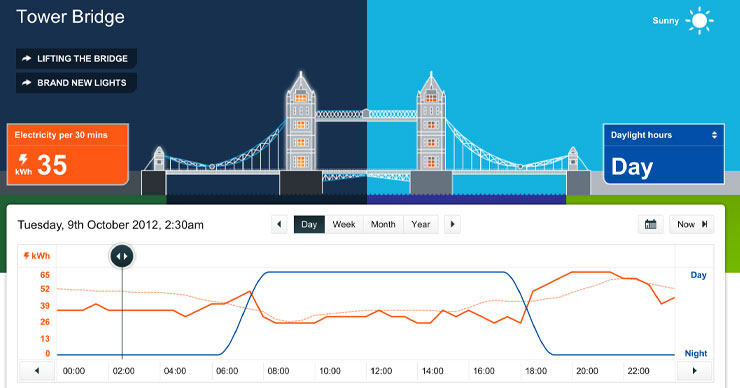 Tower Bridge
Sunny
LIFTING THE BRIDGE
BRAND NEW LIGHTS
Electricity per 30 mins
kWh 35
Daylight hours
Day
Tuesday, 9th October 2012, 2:30am
Day Week Month Year
Now
kWh
65
52
39
26
13
0
Day
Night
00:00 02:00 04:00 06:00 08:00 10:00 12:00 14:00 16:00 18:00 20:00 22:00